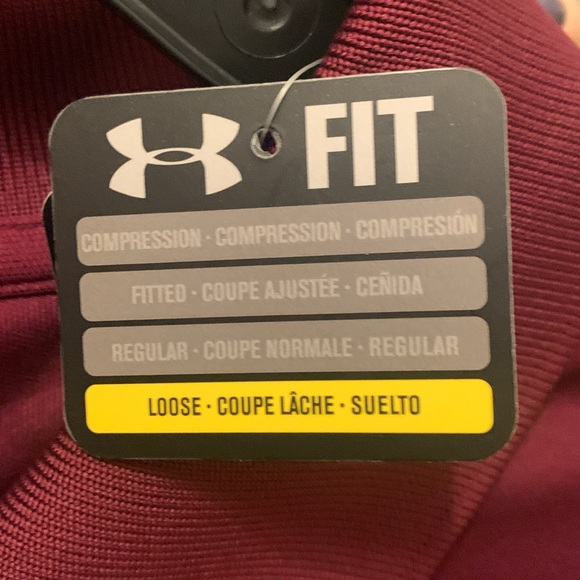 FIT
COMPRESSION · COMPRESSION · COMPRESIÓN
FITTED · COUPE AJUSTÉE · CEÑIDA
REGULAR · COUPE NORMALE · REGULAR
LOOSE · COUPE LÂCHE · SUELTO